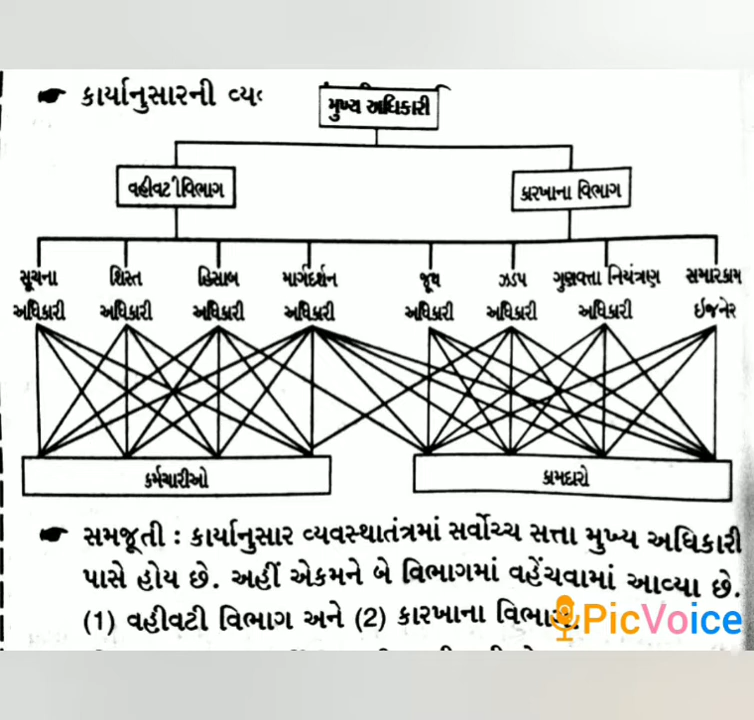 કાર્યાનુસારની
મુખ્ય અધિકારી
વહીવટી વિભાગ
કારખાના વિભાગ
સૂચના શિસ્ત હિસાબ માર્ગદર્શન જૂથ ઝડપ ગુણવત્તા નિયંત્રણ સમારકામ
અધિકારી અધિકારી અધિકારી અધિકારી અધિકારી અધિકારી અધિકારી ઇજનેર
કર્મચારીઓ
કામદારો
સમજૂતી : કાર્યાનુસાર વ્યવસ્થાતંત્રમાં સર્વોચ્ચ સત્તા મુખ્ય અધિકારી
પાસે હોય છે. અહીં એકમને બે વિભાગમાં વહેંચવામાં આવ્યા છે.
(1) વહીવટી વિભાગ અને (2) કારખાના
PicVoice